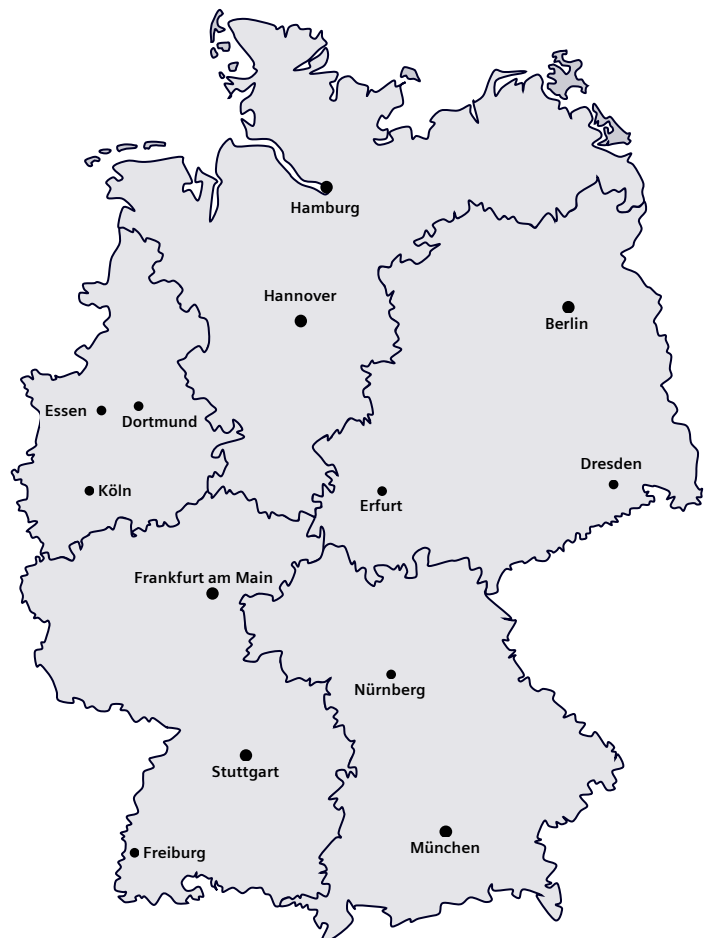 Hamburg
Hannover
Berlin
Essen
Dortmund
Dresden
Köln
Erfurt
Frankfurt am Main
Nürnberg
Stuttgart
München
Freiburg